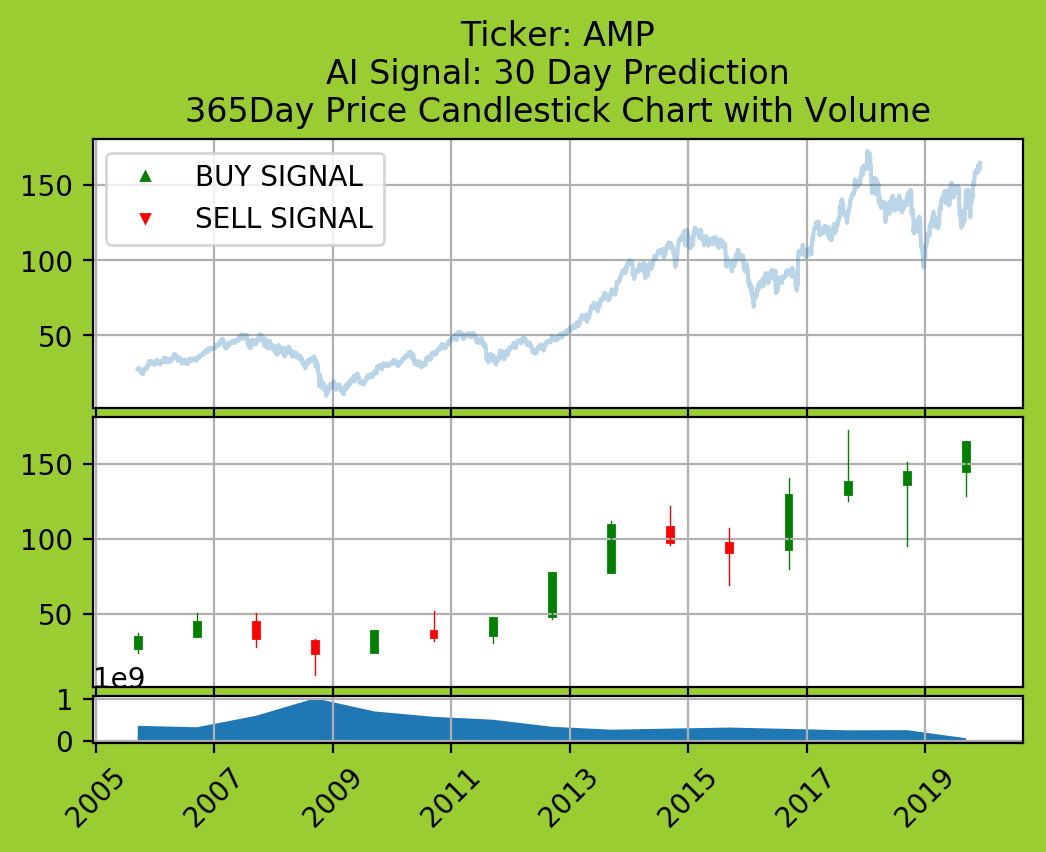 Ticker: AMP
AI Signal: 30 Day Prediction
365Day Price Candlestick Chart with Volume
BUY SIGNAL
SELL SIGNAL
150
100
50
150
100
50
1e9
1
0
2005 2007 2009 2011 2013 2015 2017 2019